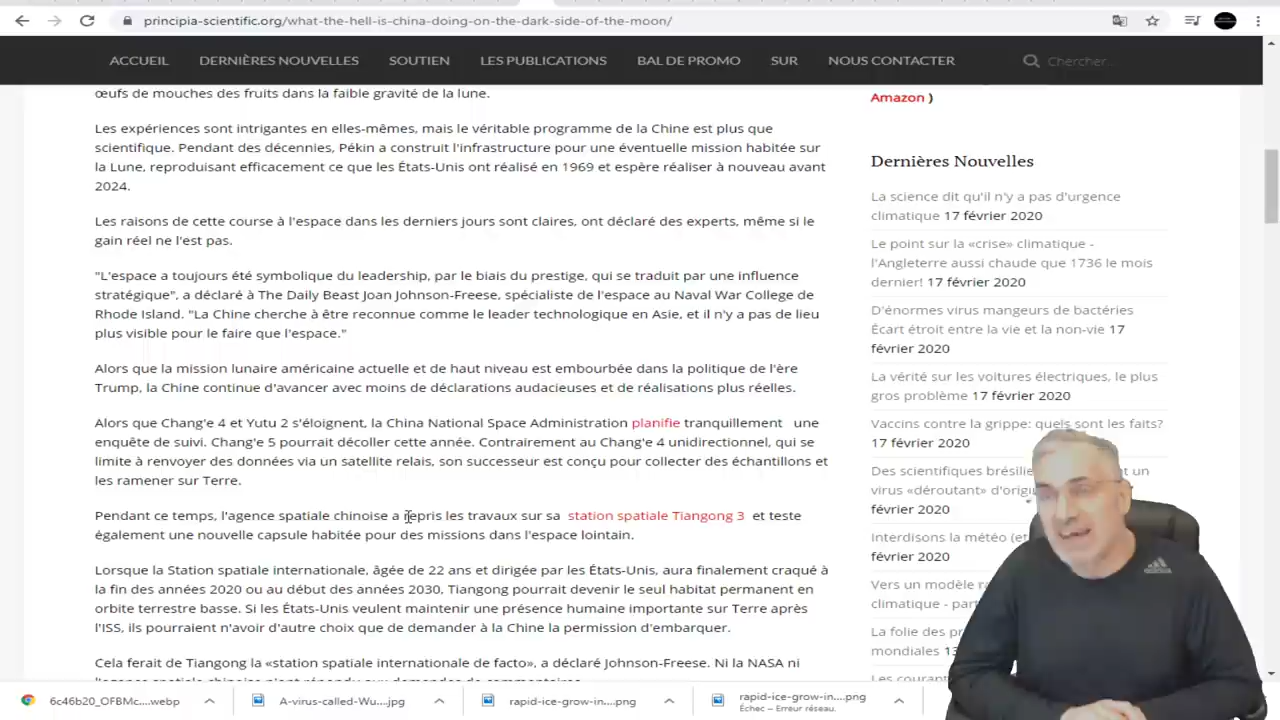 principia-scientific.org/what-the-hell-is-china-doing-on-the-dark-side-of-the-moon/
ACCUEIL DERNIÈRES NOUVELLES SOUTIEN LES PUBLICATIONS BAL DE PROMO SUR NOUS CONTACTER Chercher...
œufs de mouches des fruits dans la faible gravité de la lune.
Les expériences sont intrigantes en elles-mêmes, mais le véritable programme de la Chine est plus que
scientifique. Pendant des décennies, Pékin a construit l'infrastructure pour une éventuelle mission habitée sur
la Lune, reproduisant efficacement ce que les États-Unis ont réalisé en 1969 et espère réaliser à nouveau avant
2024.
Les raisons de cette course à l'espace dans les derniers jours sont claires, ont déclaré des experts, même si le
gain réel ne l'est pas.
"L'espace a toujours été symbolique du leadership, par le biais du prestige, qui se traduit par une influence
stratégique", a déclaré à The Daily Beast Joan Johnson-Freese, spécialiste de l'espace au Naval War College de
Rhode Island. "La Chine cherche à être reconnue comme le leader technologique en Asie, et il n'y a pas de lieu
plus visible pour le faire que l'espace."
Alors que la mission lunaire américaine actuelle et de haut niveau est embourbée dans la politique de l'ère
Trump, la Chine continue d'avancer avec moins de déclarations audacieuses et de réalisations plus réelles.
Alors que Chang'e 4 et Yutu 2 s'éloignent, la China National Space Administration planifie tranquillement une
enquête de suivi. Chang'e 5 pourrait décoller cette année. Contrairement au Chang'e 4 unidirectionnel, qui se
limite à renvoyer des données via un satellite relais, son successeur est conçu pour collecter des échantillons et
les ramener sur Terre.
Pendant ce temps, l'agence spatiale chinoise a repris les travaux sur sa station spatiale Tiangong 3 et teste
également une nouvelle capsule habitée pour des missions dans l'espace lointain.
Lorsque la Station spatiale internationale, âgée de 22 ans et dirigée par les États-Unis, aura finalement craqué à
la fin des années 2020 ou au début des années 2030, Tiangong pourrait devenir le seul habitat permanent en
orbite terrestre basse. Si les États-Unis veulent maintenir une présence humaine importante sur Terre après
l'ISS, ils pourraient n'avoir d'autre choix que de demander à la Chine la permission d'embarquer.
Cela ferait de Tiangong la «station spatiale internationale de facto», a déclaré Johnson-Freese. Ni la NASA ni
Amazon )
Dernières Nouvelles
La science dit qu'il n'y a pas d'urgence
climatique 17 février 2020
Le point sur la «crise» climatique -
l'Angleterre aussi chaude que 1736 le mois
dernier! 17 février 2020
D'énormes virus mangeurs de bactéries
Écart étroit entre la vie et la non-vie 17
février 2020
La vérité sur les voitures électriques, le plus
gros problème 17 février 2020
Vaccins contre la grippe: quels sont les faits?
17 février 2020
Des scientifiques un
virus «déroutant»
février 2020
Interdisons la météo
février 2020
Vers un modèle
climatique -
La folie des
mondiales
Les
6c46b20_OFBMc....webp
A-virus-called-Wu....jpg
rapid-ice-grow-in....png
rapid-ice-grow-in....png
Échec – Erreur réseau.